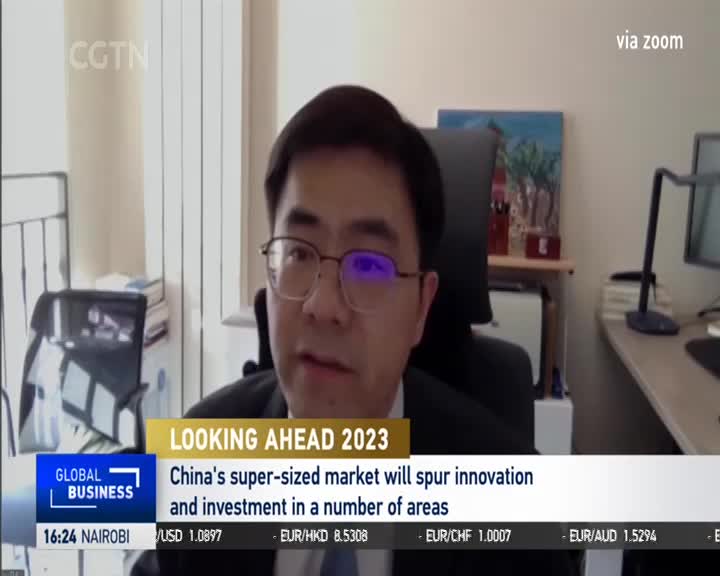 CGTN
via zoom
LOOKING AHEAD 2023
GLOBAL
BUSINESS
China's super-sized market will spur innovation
and investment in a number of areas
16:24 NAIROBI
/USD 1.0897 - EUR/HKD 8.5308 - EUR/CHF 1.0007 - EUR/AUD 1.5294 - E